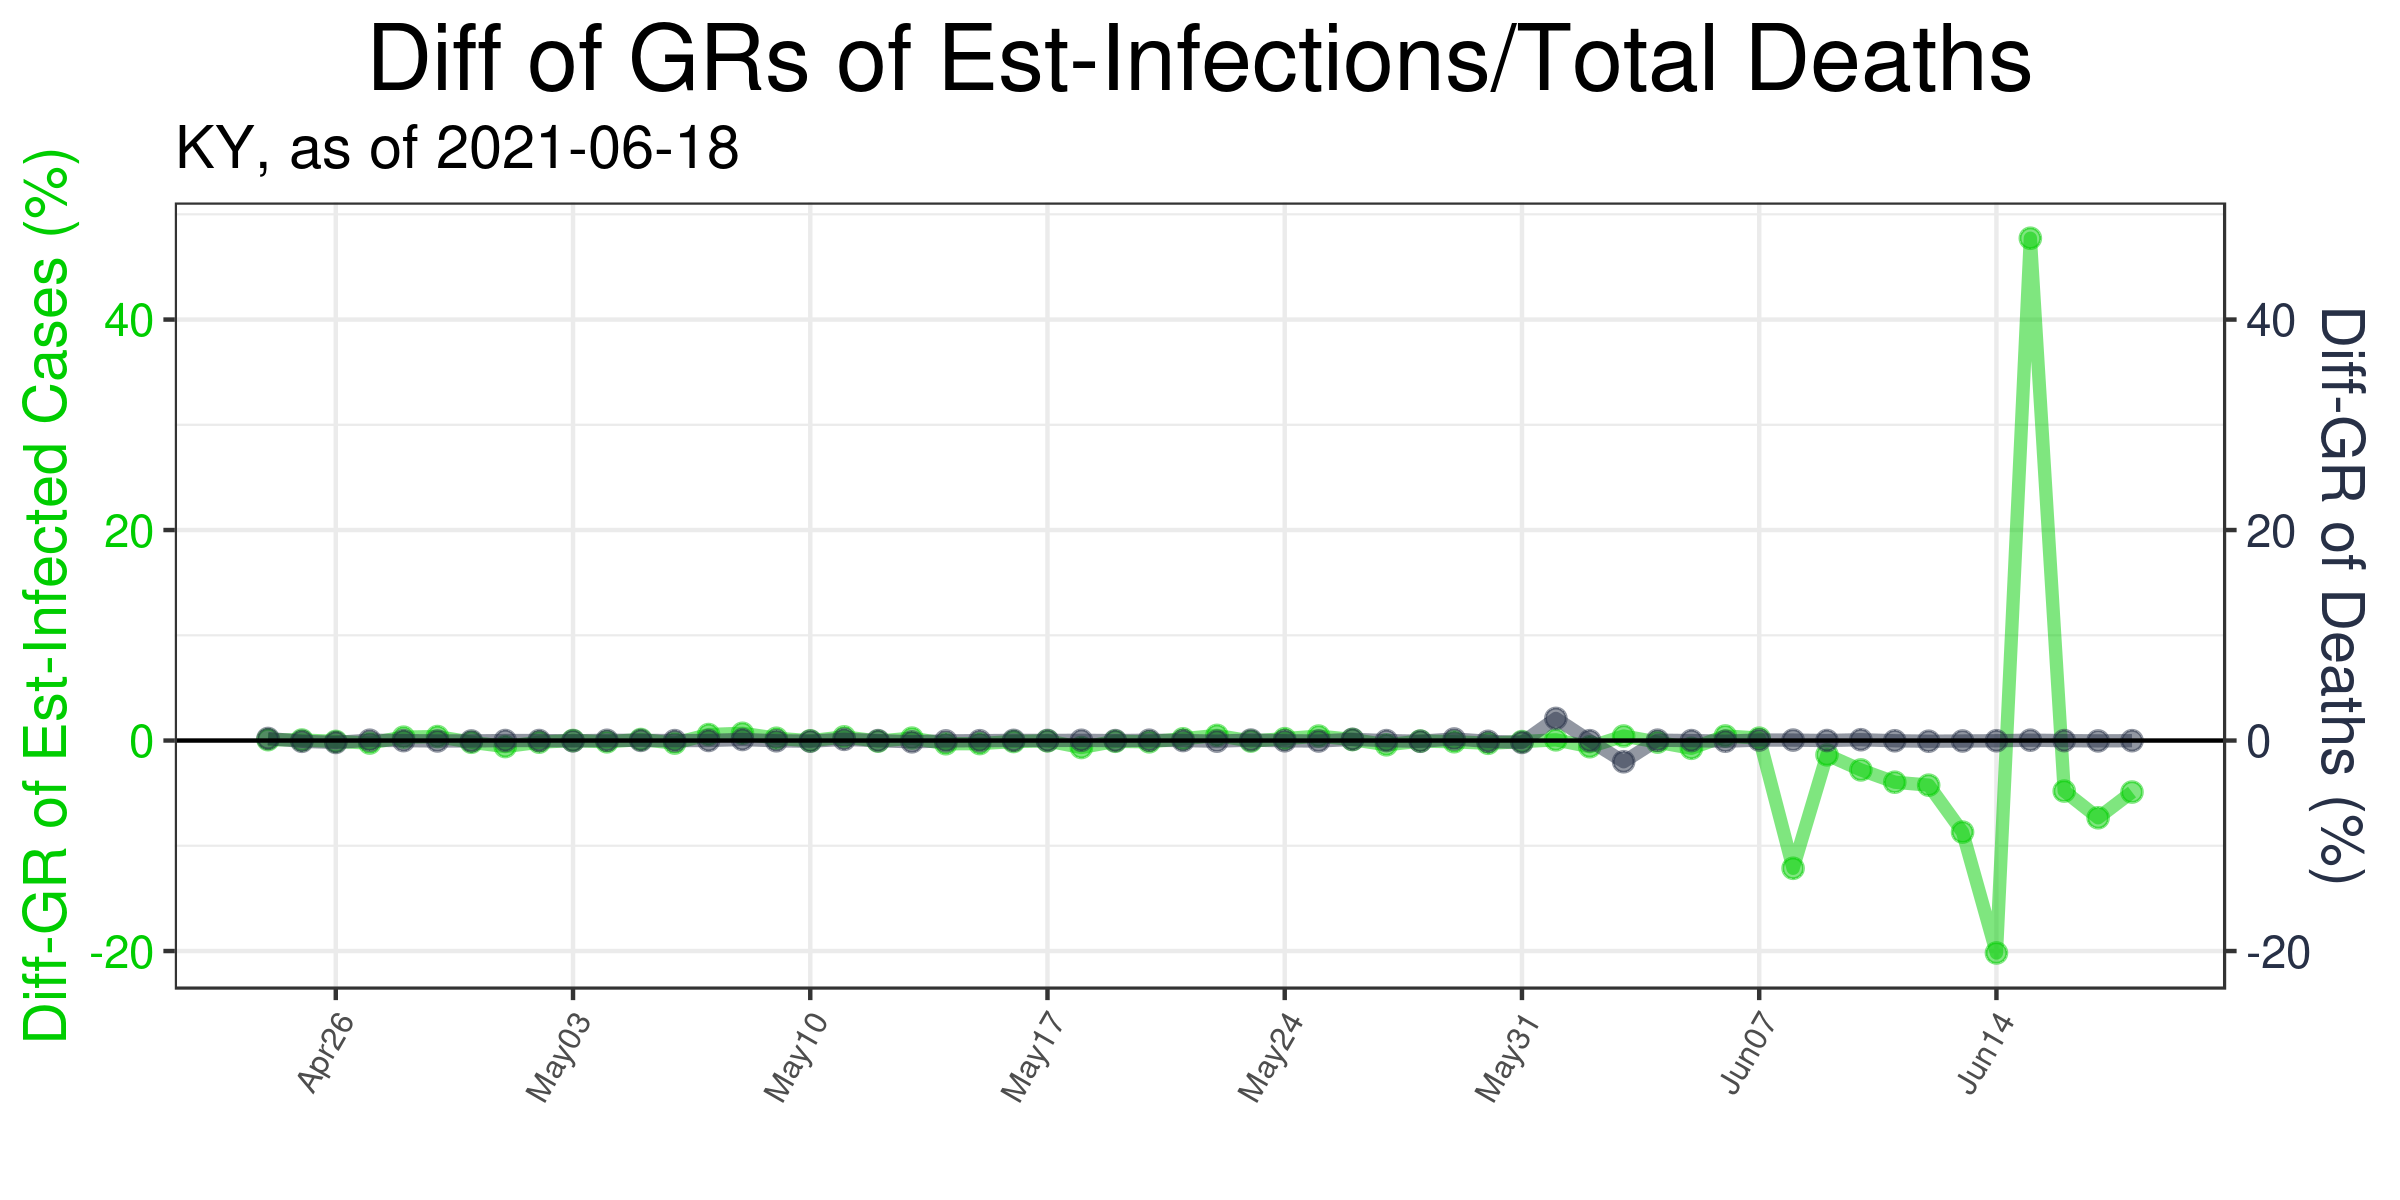 Diff of GRs of Est-Infections/Total Deaths
KY, as of 2021-06-18
Diff-GR of Est-Infected Cases (%)
40
20
0
-20
40
20
0
-20
Diff-GR of Deaths (%)
Apr26
May03
May10
May17
May24
May31
Jun07
Jun14